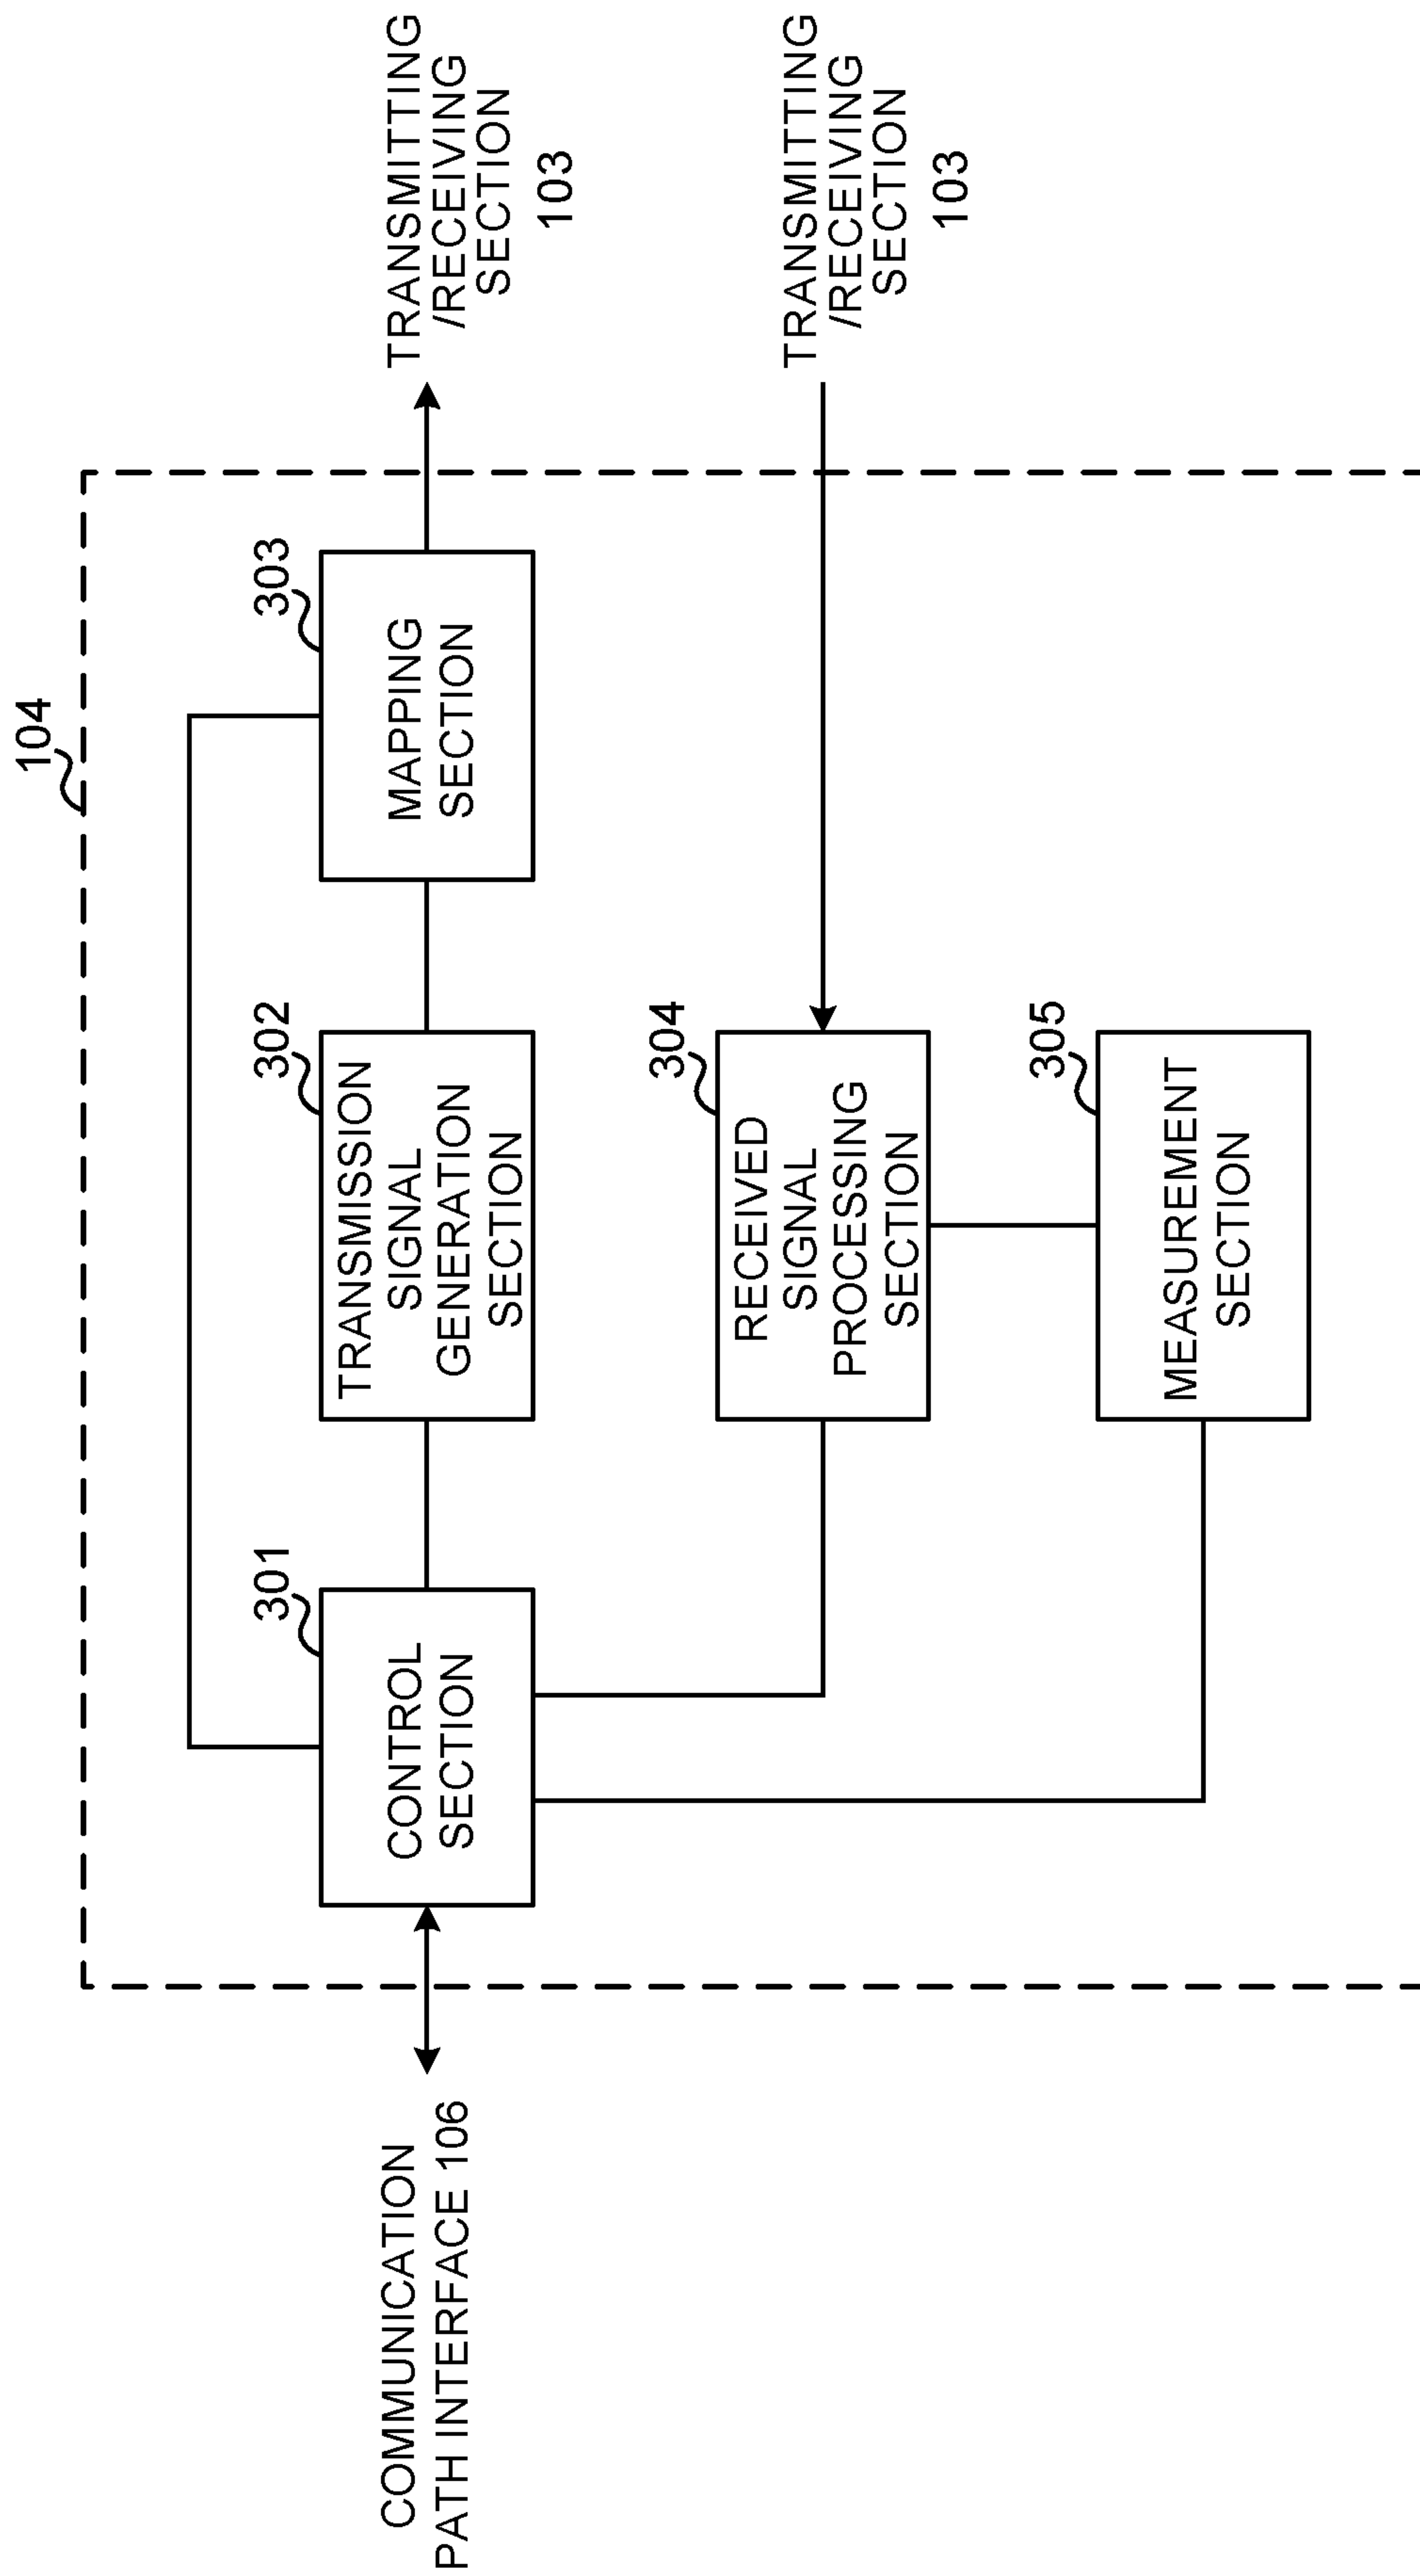 104
301
CONTROL
SECTION
302
TRANSMISSION
SIGNAL
GENERATION
SECTION
303
MAPPING
SECTION
TRANSMITTING
/RECEIVING
SECTION
103
COMMUNICATION
PATH INTERFACE 106
304
RECEIVED
SIGNAL
PROCESSING
SECTION
TRANSMITTING
/RECEIVING
SECTION
103
305
MEASUREMENT
SECTION